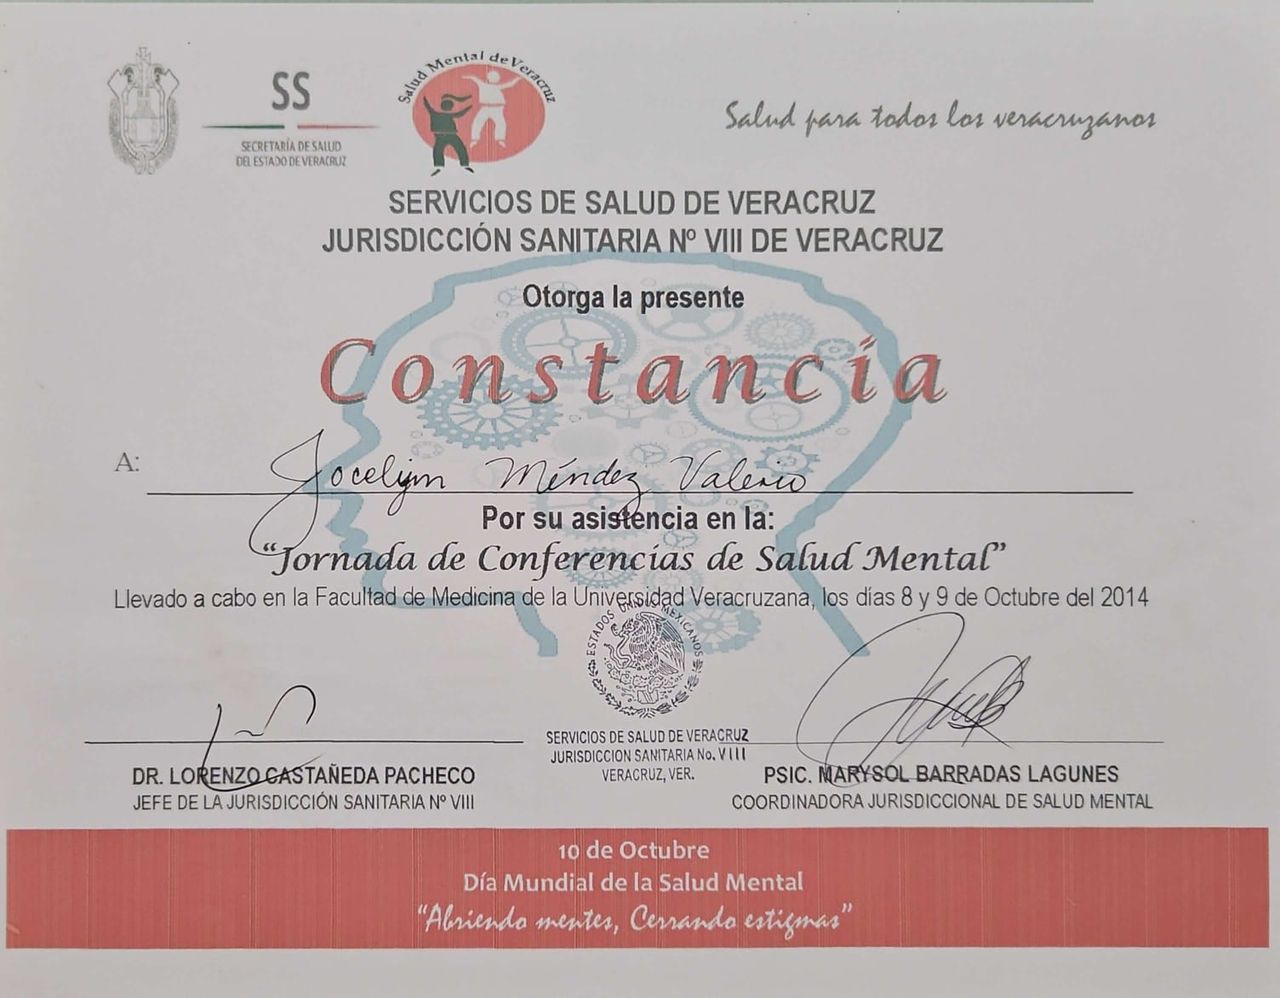 SS
SECRETARÍA DE SALUD
DEL ESTADO DE VERACRUZ
Salud Mental de Veracruz
Salud para todos los veracruzanos
SERVICIOS DE SALUD DE VERACRUZ
JURISDICCIÓN SANITARIA Nº VIII DE VERACRUZ
Otorga la presente
Constancia
A: Jocelyn Méndez Valerio
Por su asistencia en la:
“Jornada de Conferencias de Salud Mental”
Llevado a cabo en la Facultad de Medicina de la Universidad Veracruzana, los días 8 y 9 de Octubre del 2014
ESTADOS UNIDOS MEXICANOS
SERVICIOS DE SALUD DE VERACRUZ
JURISDICCION SANITARIA No. VIII
VERACRUZ, VER.
DR. LORENZO CASTAÑEDA PACHECO
JEFE DE LA JURISDICCIÓN SANITARIA Nº VIII
PSIC. MARYSOL BARRADAS LAGUNES
COORDINADORA JURISDICCIONAL DE SALUD MENTAL
10 de Octubre
Día Mundial de la Salud Mental
“Abriendo mentes, Cerrando estigmas”